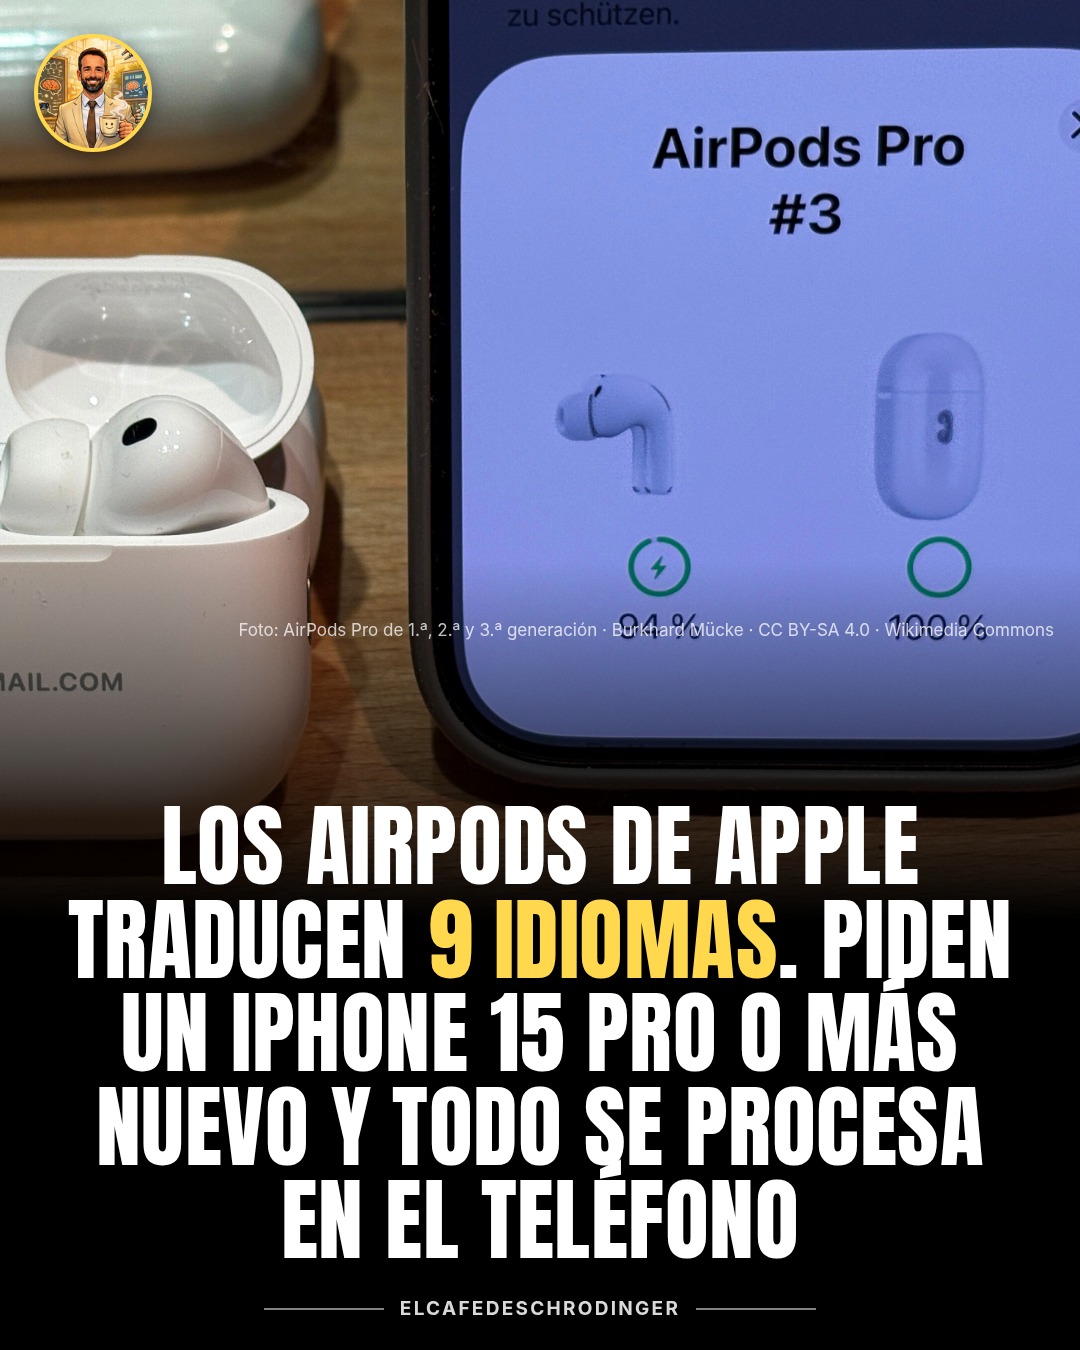 zu schützen.
AirPods Pro
#3
94 %
100 %
Foto: AirPods Pro de 1.ª, 2.ª y 3.ª generación · Burkhard Mücke · CC BY-SA 4.0 · Wikimedia Commons
MAIL.COM
LOS AIRPODS DE APPLE
TRADUCEN 9 IDIOMAS. PIDEN
UN IPHONE 15 PRO O MÁS
NUEVO Y TODO SE PROCESA
EN EL TELÉFONO
ELCAFEDESCHRODINGER